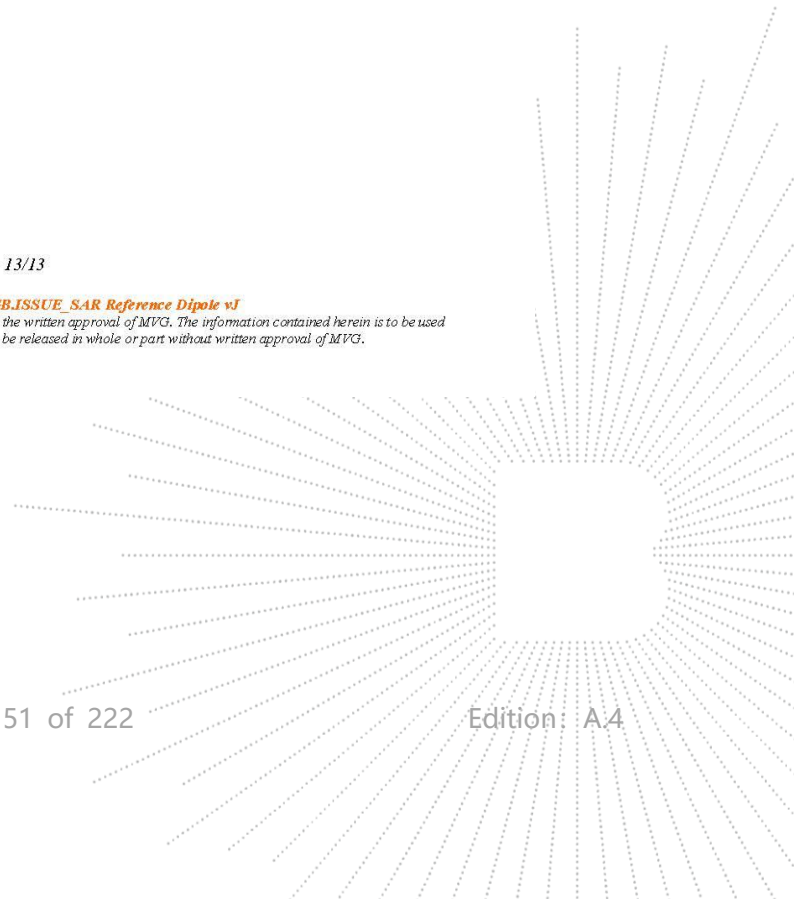 13/13
B.ISSUE_SAR Reference Dipole vJ
the written approval of MVG. The information contained herein is to be used
be released in whole or part without written approval of MVG.
51 of 222
Edition: A.4